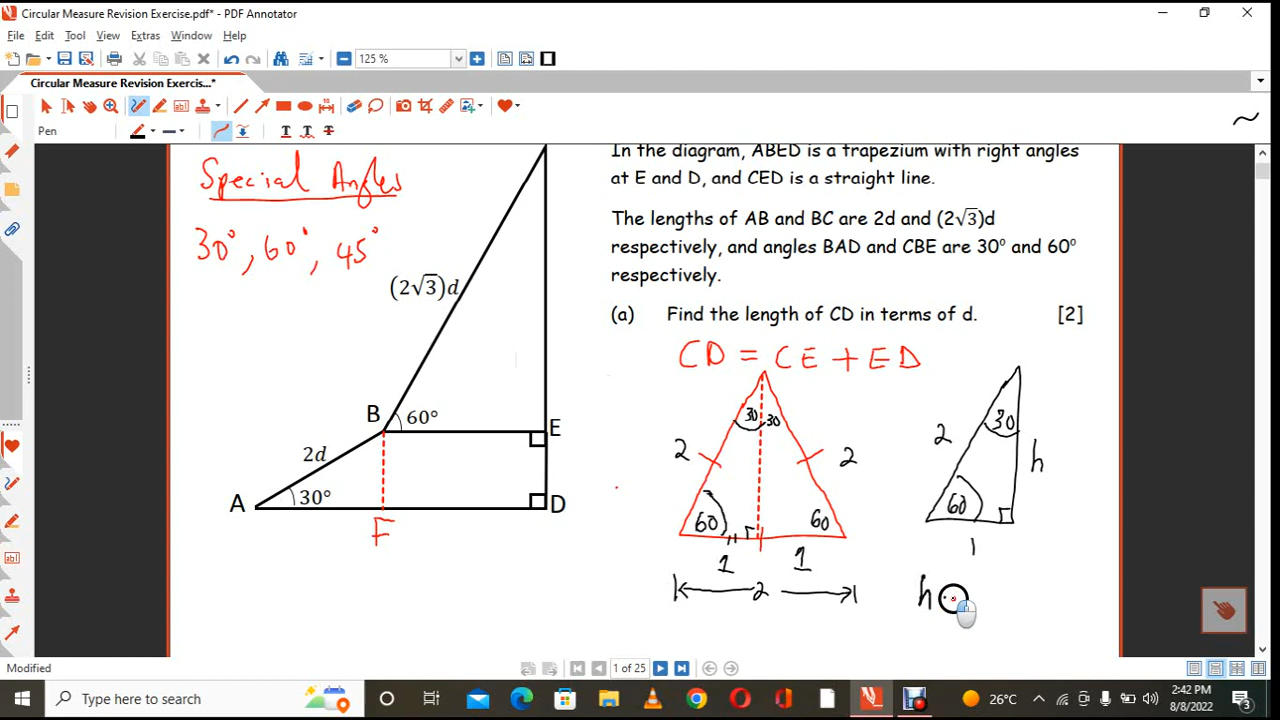 Circular Measure Revision Exercise.pdf* - PDF Annotator
File Edit Tool View Extras Window Help
125 %
Circular Measure Revision Exercis...*
Pen
T T T
Special Angles
30°, 60°, 45°
In the diagram, ABED is a trapezium with right angles
at E and D, and CED is a straight line.
The lengths of AB and BC are 2d and (2√3)d
respectively, and angles BAD and CBE are 30⁰ and 60⁰
respectively.
(a) Find the length of CD in terms of d. [2]
CD = CE + ED
(2√3)d
B 60° E
2d
A 30° D
F
30 30
2 2
60 60
1 1
2
30
2 h
60
1
h
Modified
1 of 25
Type here to search
26°C
2:42 PM
8/8/2022
3